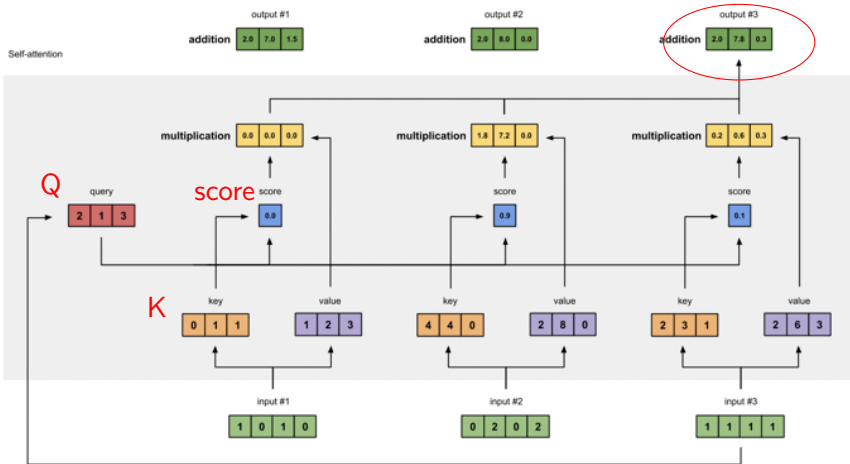 output #1 output #2 output #3
addition 2.0 7.0 1.5 addition 2.0 8.0 0.0 addition 2.0 7.8 0.3
Self-attention
multiplication 0.0 0.0 0.0 multiplication 1.8 7.2 0.0 multiplication 0.2 0.6 0.3
Q score
query score score score
2 1 3 0.0 0.9 0.1
K
key value key value key value
0 1 1 1 2 3 4 4 0 2 8 0 2 3 1 2 6 3
input #1 input #2 input #3
1 0 1 0 0 2 0 2 1 1 1 1